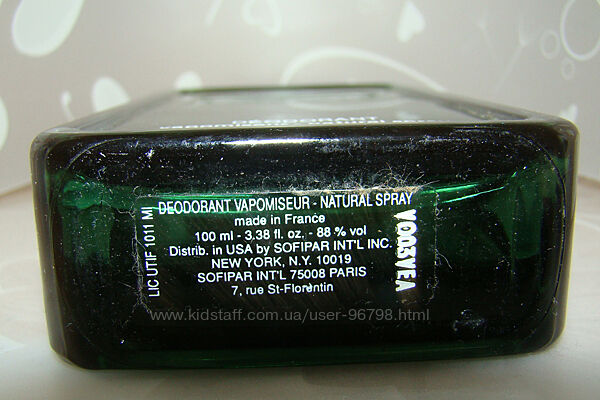 DEODORANT
LIC UTIF 1011 MI
DEODORANT VAPOMISEUR - NATURAL SPRAY
made in France
100 ml - 3.38 fl. oz. - 88 % vol
Distrib. in USA by SOFIPAR INT'L INC.
NEW YORK, N.Y. 10019
SOFIPAR INT'L 75008 PARIS
7, rue St-Florentin
www.kidstaff.com.ua/user-96798.html